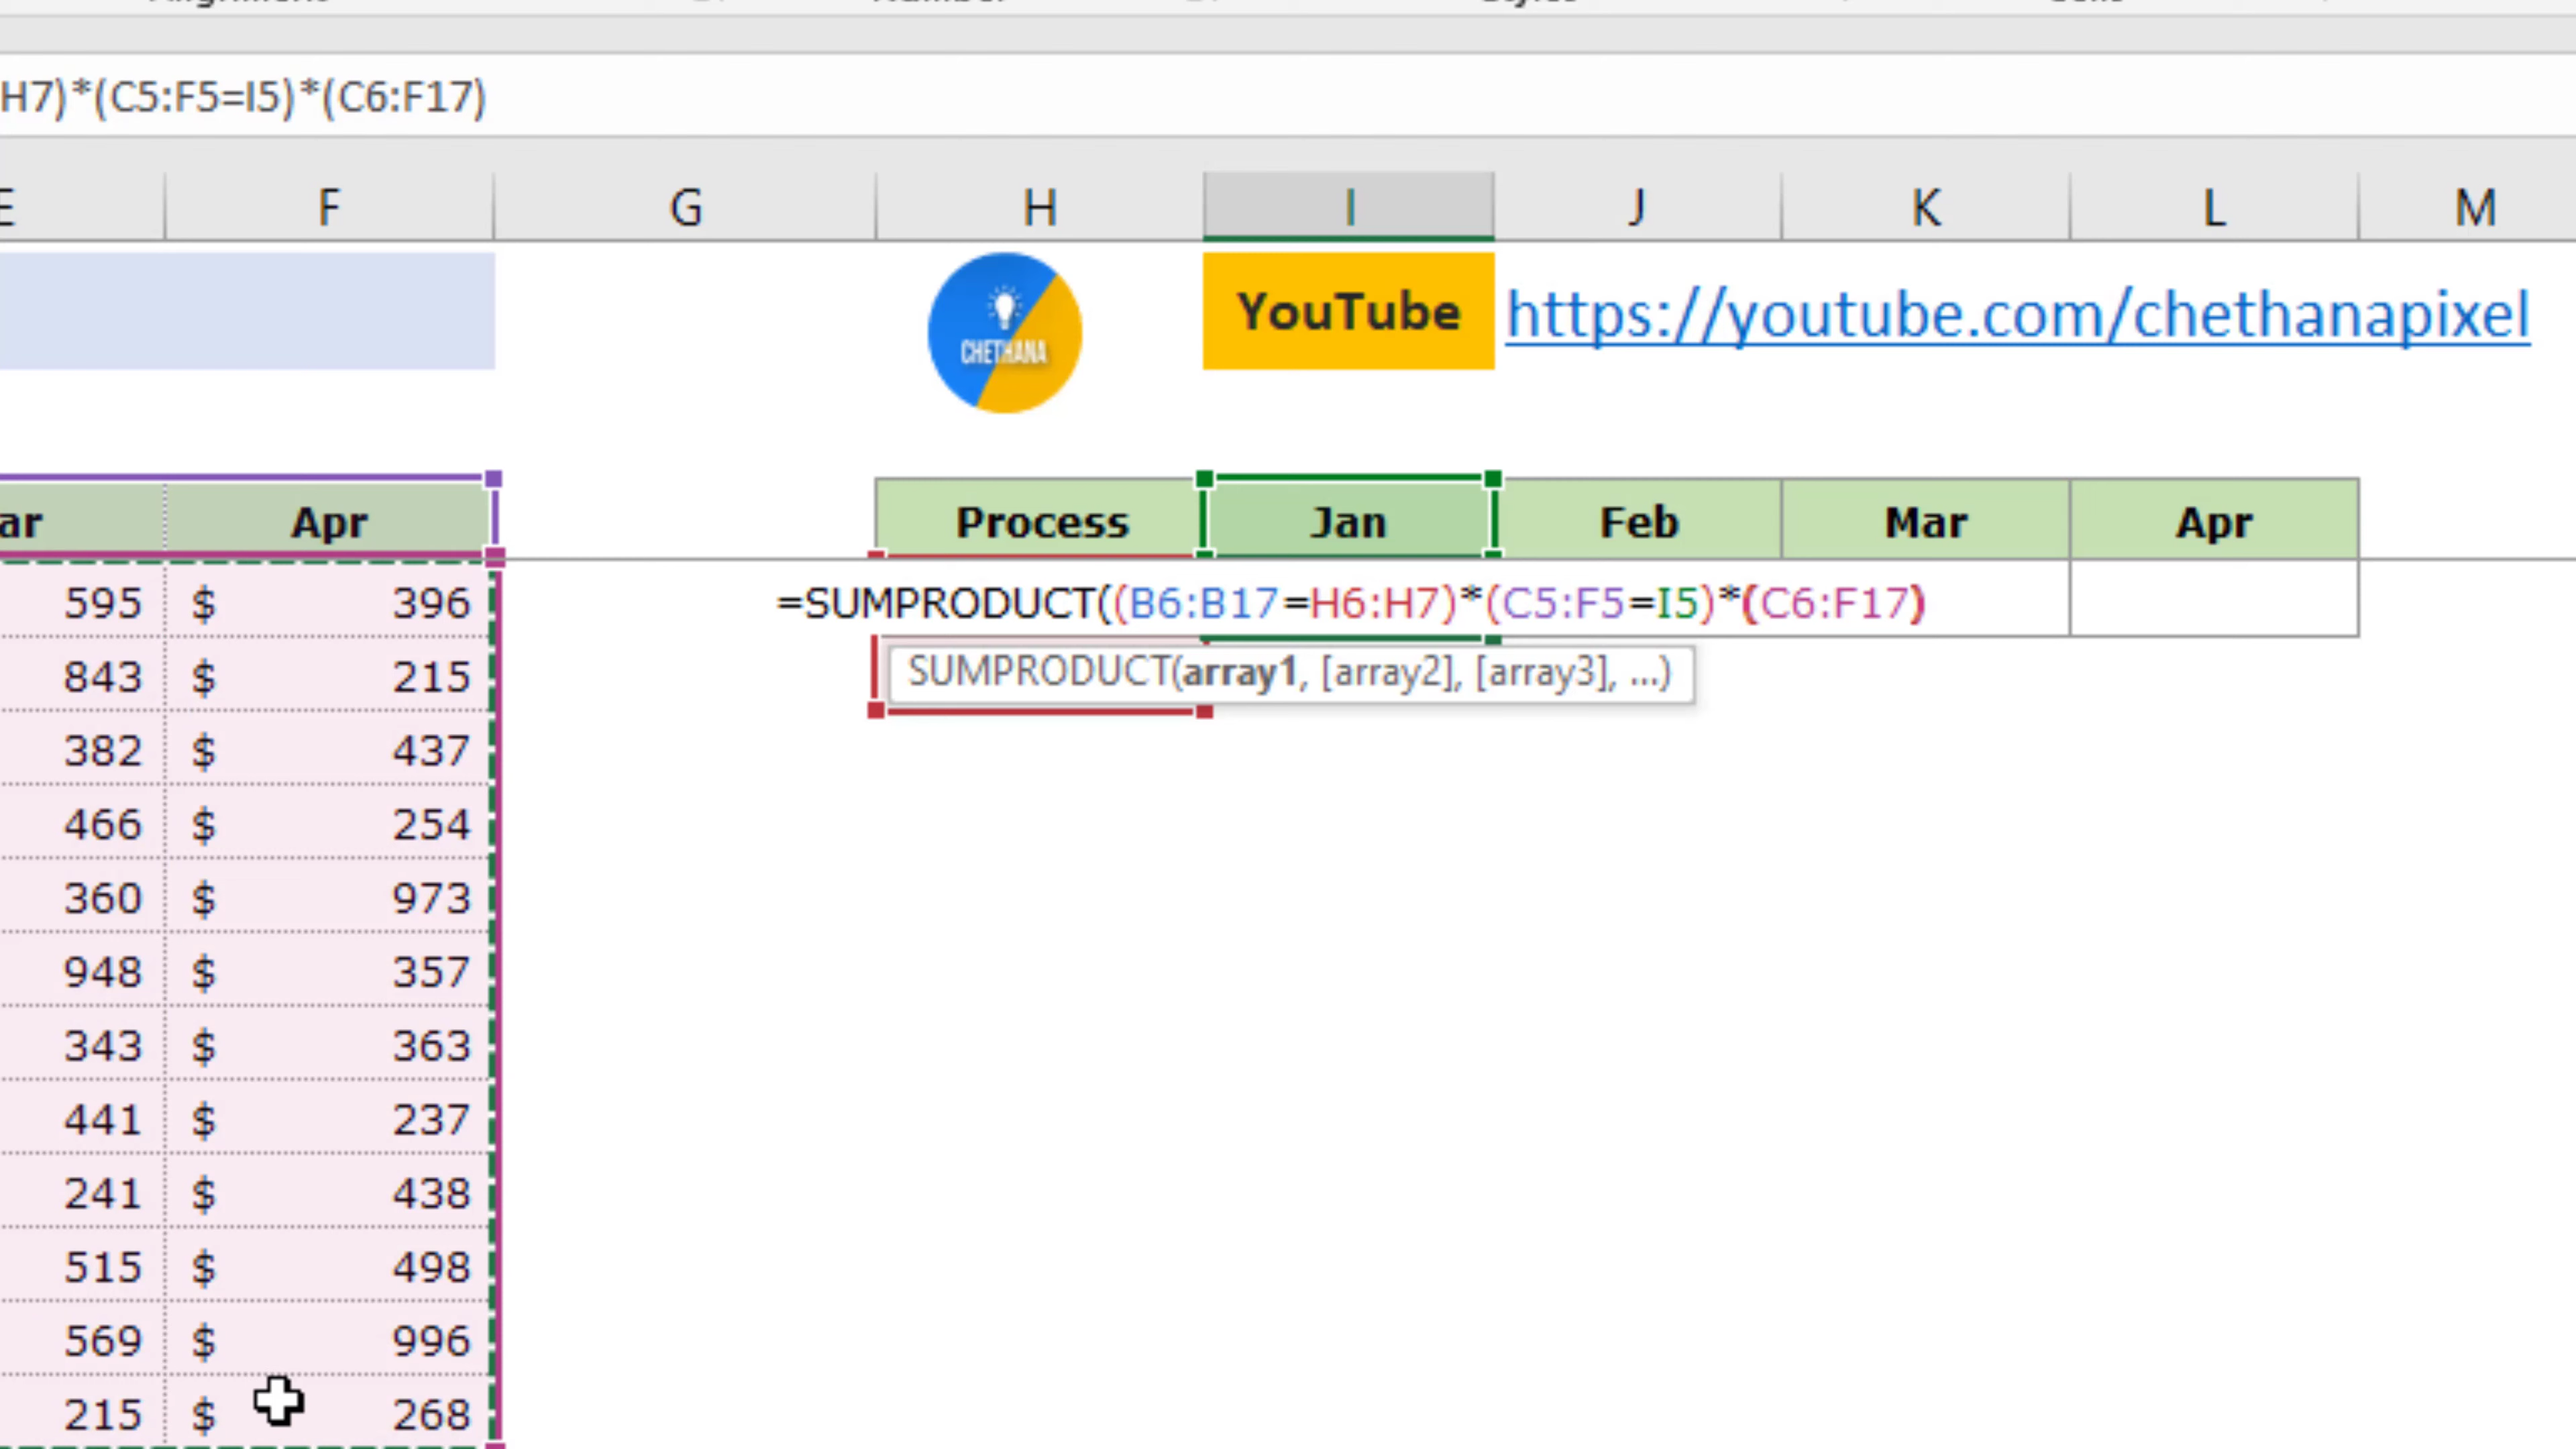 H7)*(C5:F5=I5)*(C6:F17)
E F G H I J K L M
CHETHANA
YouTube https://youtube.com/chethanapixel
ar Apr Process Jan Feb Mar Apr
595 $ 396 =SUMPRODUCT((B6:B17=H6:H7)*(C5:F5=I5)*(C6:F17)
843 $ 215 SUMPRODUCT(array1, [array2], [array3], ...)
382 $ 437
466 $ 254
360 $ 973
948 $ 357
343 $ 363
441 $ 237
241 $ 438
515 $ 498
569 $ 996
215 $ 268